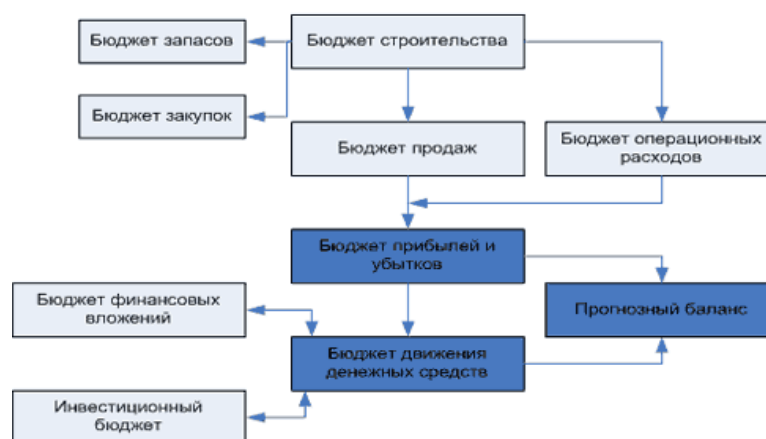 Бюджет запасов
Бюджет строительства
Бюджет закупок
Бюджет продаж
Бюджет операционных
расходов
Бюджет прибылей и
убытков
Бюджет финансовых
вложений
Прогнозный баланс
Бюджет движения
денежных средств
Инвестиционный
бюджет